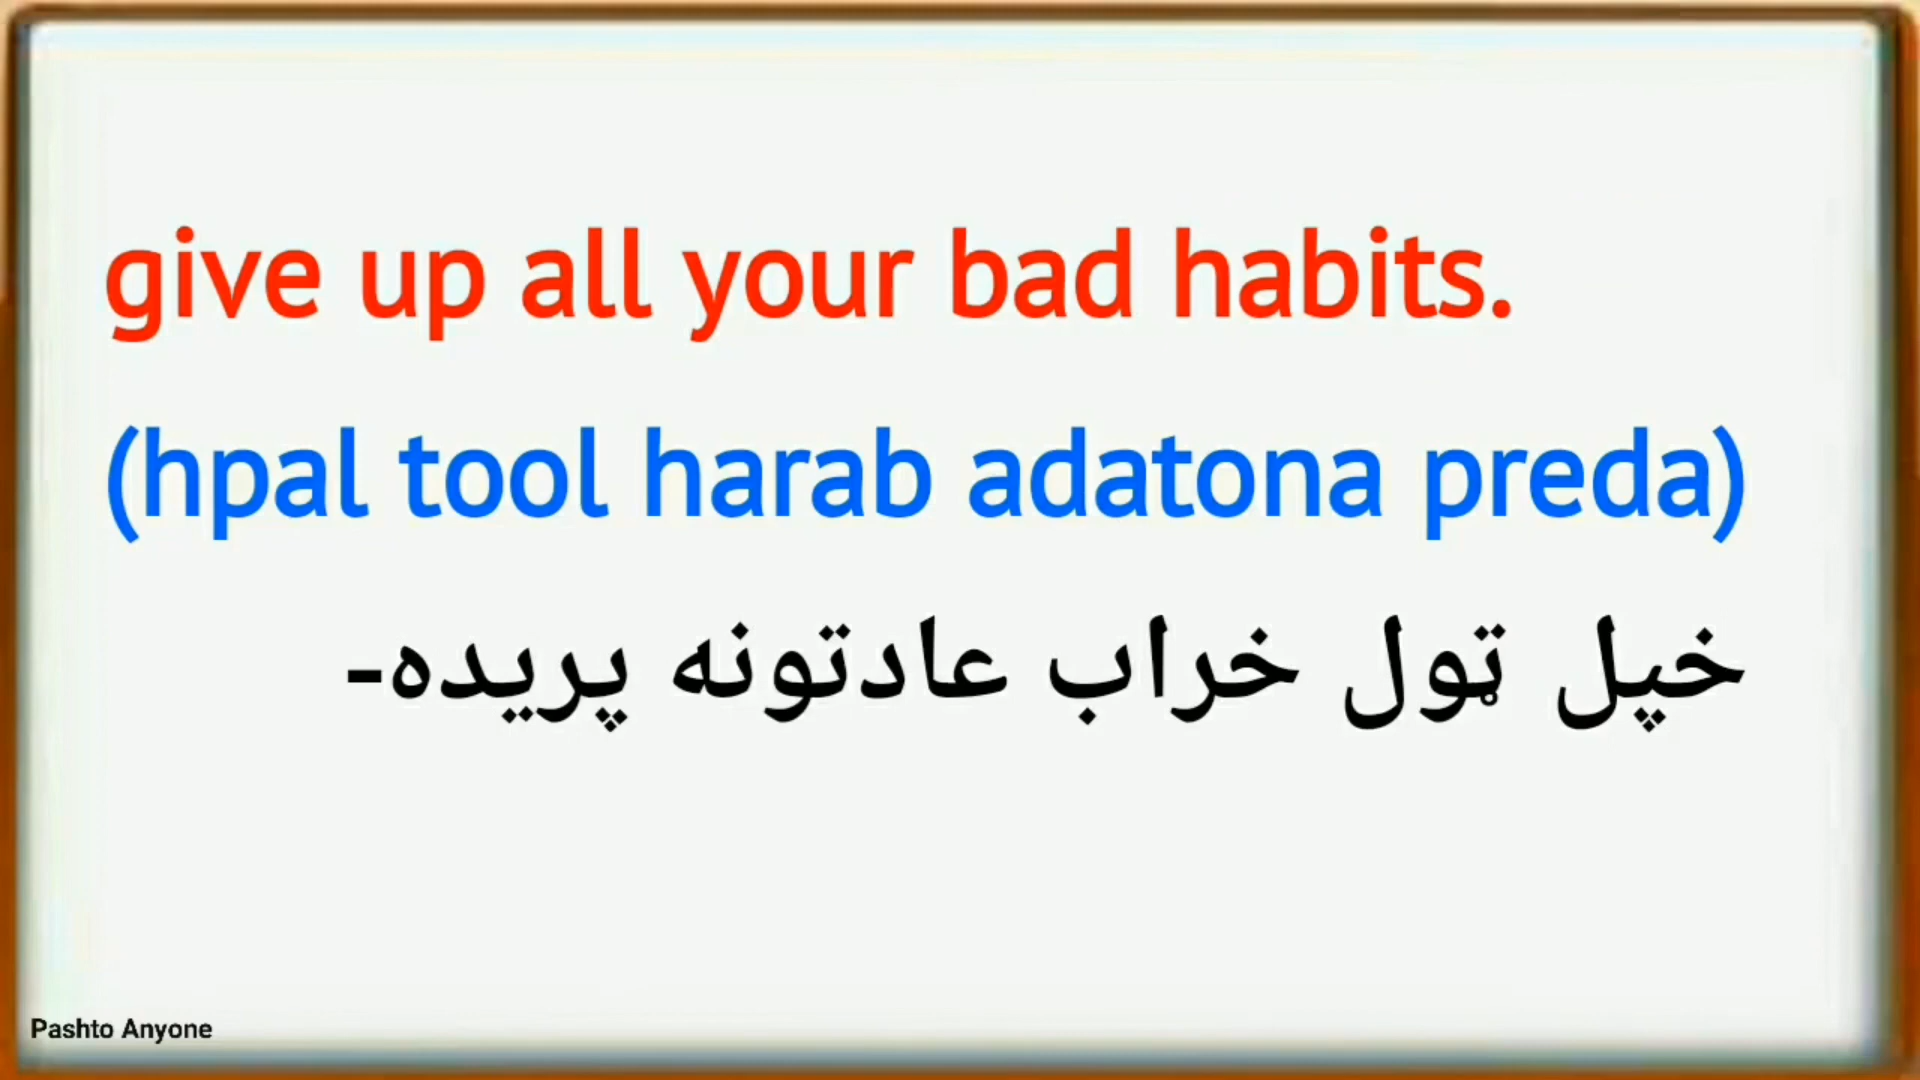 give up all your bad habits.
(hpal tool harab adatona preda)
خپل ټول خراب عادتونه پریده-
Pashto Anyone